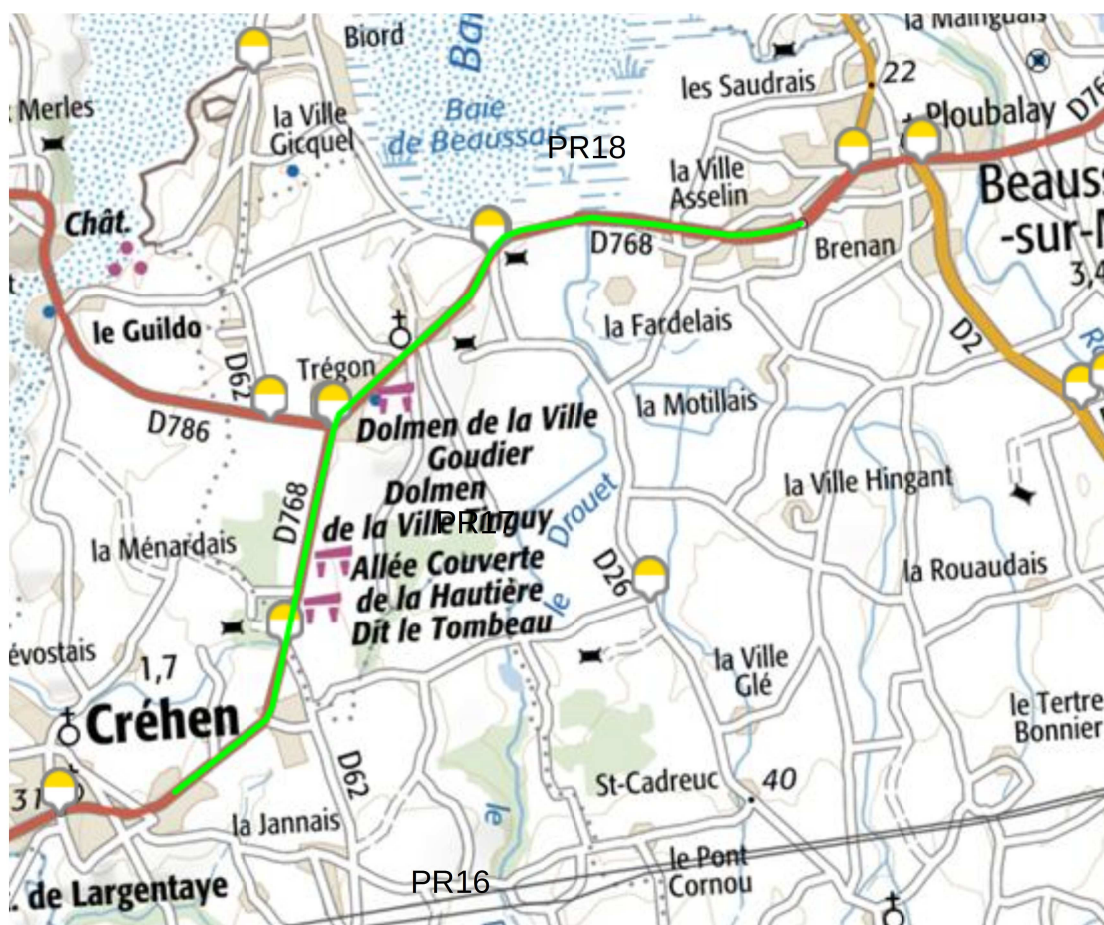 Biord
Bai
la Mainguais
22
les Saudrais
Merles
la Ville
Gicquel
Baie
de Beaussais
PR18
Ploubalay
D76
la Ville
Asselin
Beauss
-sur-M
3,4
Chât.
D768
Brenan
le Guildo
D62
la Fardelais
D2
Trégon
D786
la Motillais
Dolmen de la Ville
Goudier
Dolmen
de la Ville Tinguy
PR17
D768
la Ville Hingant
la Ménardais
Allée Couverte
de la Hautière
Dit le Tombeau
le Drouet
D26
la Rouaudais
évostais
1,7
Créhen
la Ville
Glé
le Tertre
Bonnier
D62
St-Cadreuc
40
31
la Jannais
le
le Pont
Cornou
PR16
. de Largentaye